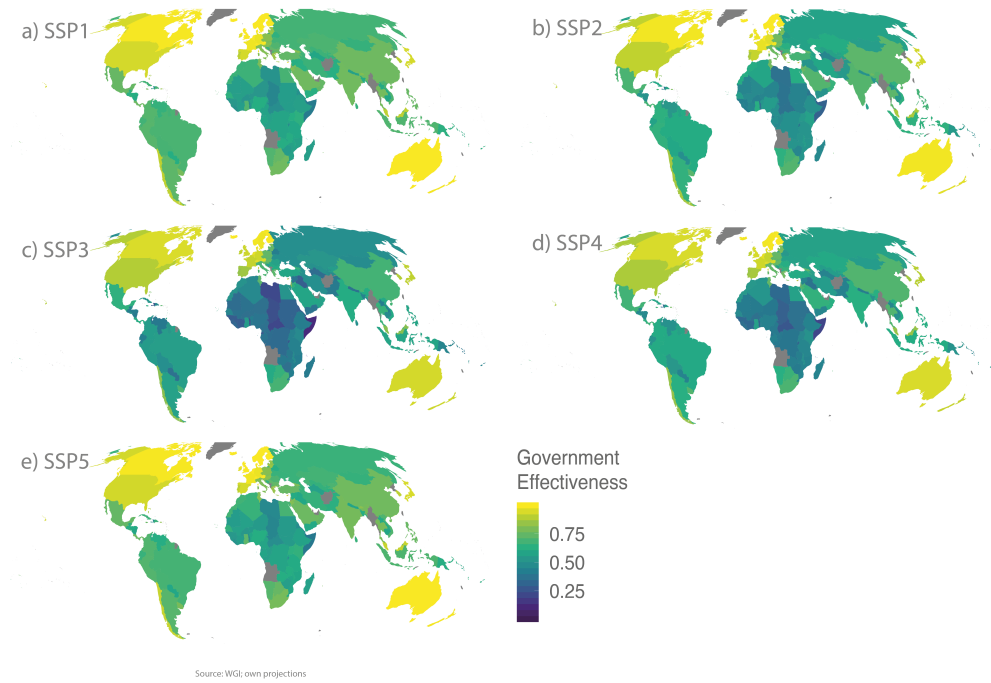 a) SSP1
b) SSP2
c) SSP3
d) SSP4
e) SSP5
Government
Effectiveness
0.75
0.50
0.25
Source: WGI; own projections